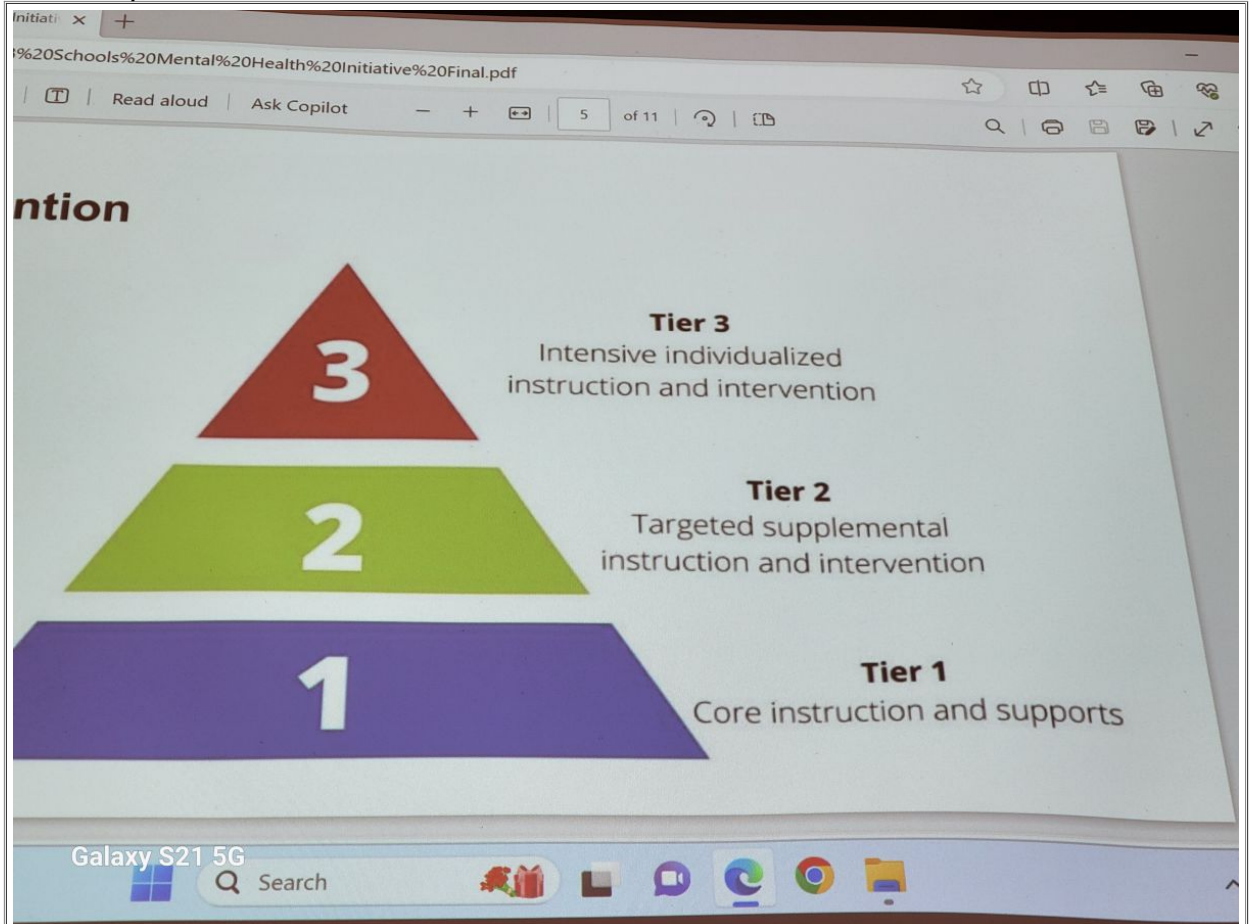 nitiati
%20Schools%20Mental%20Health%20Initiative%20Final.pdf
Read aloud
Ask Copilot
5
of 11
ntion
3
Tier 3
Intensive individualized
instruction and intervention
2
Tier 2
Targeted supplemental
instruction and intervention
1
Tier 1
Core instruction and supports
Galaxy S21 5G
Search